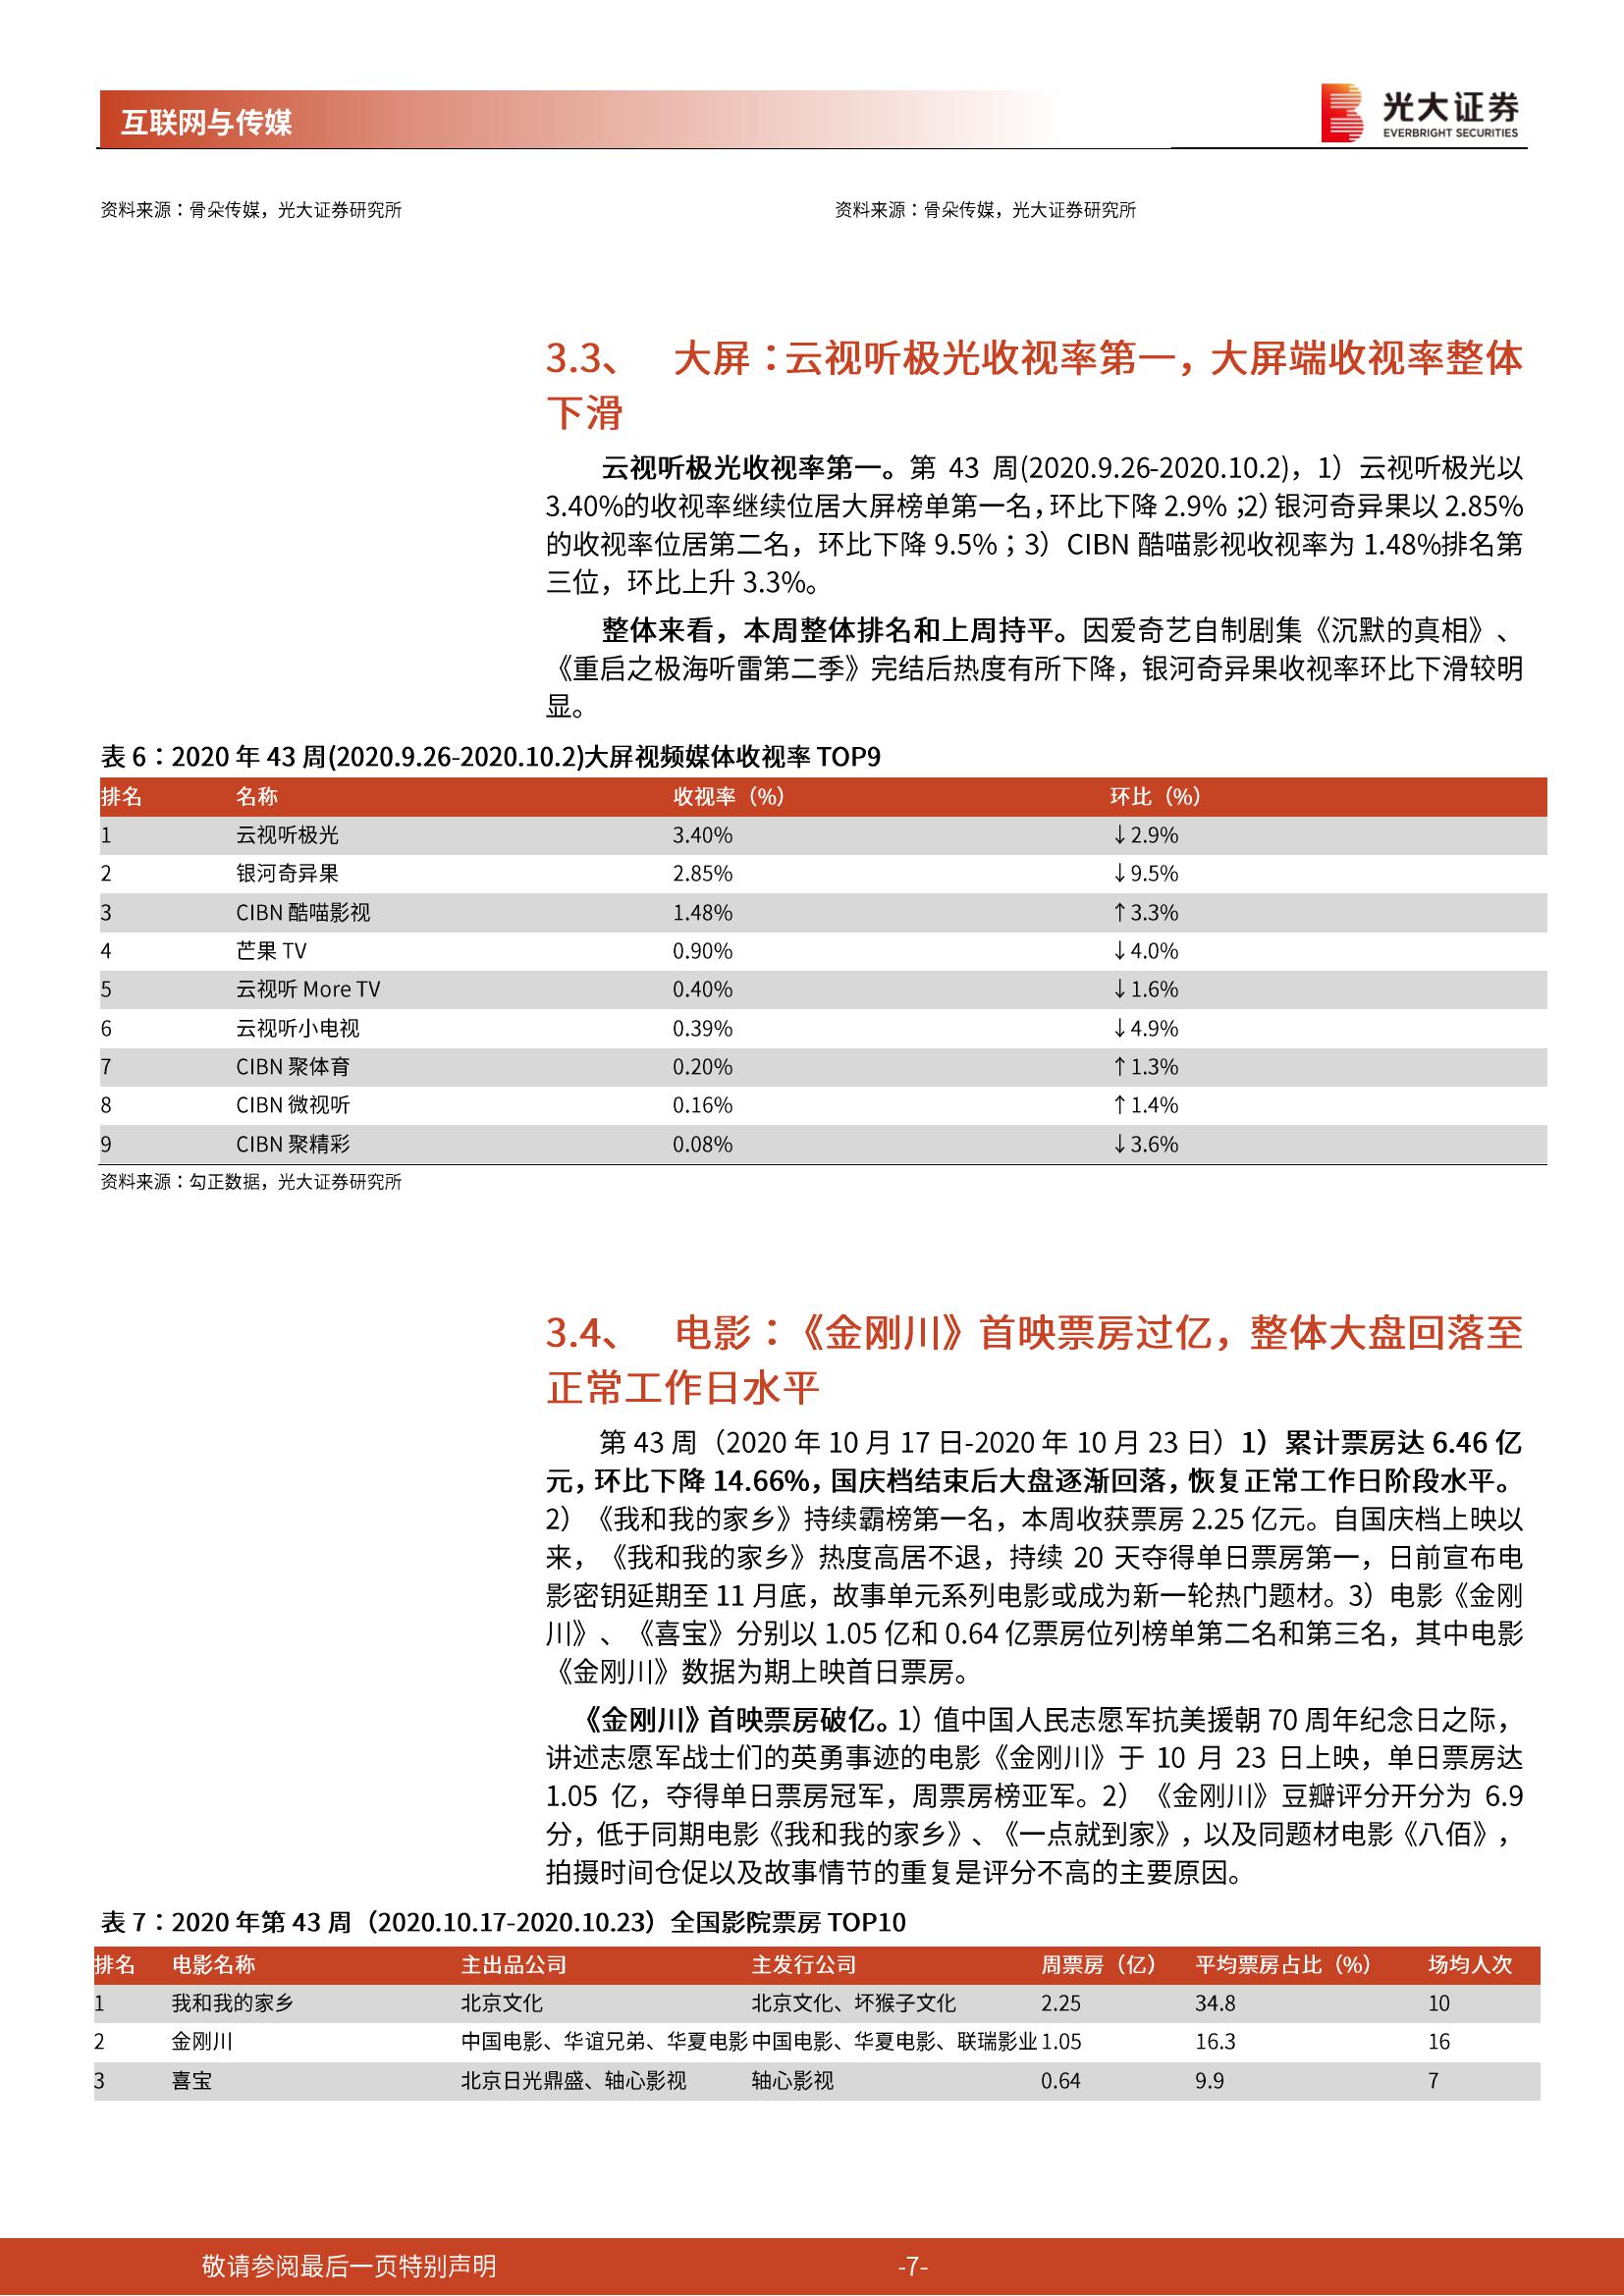 互联网与传媒
光大证券
EVERBRIGHT SECURITIES
资料来源：骨朵传媒，光大证券研究所
资料来源：骨朵传媒，光大证券研究所
3.3、 大屏：云视听极光收视率第一，大屏端收视率整体
下滑
云视听极光收视率第一。第 43 周(2020.9.26-2020.10.2)，1）云视听极光以
3.40%的收视率继续位居大屏榜单第一名，环比下降 2.9%；2）银河奇异果以 2.85%
的收视率位居第二名，环比下降 9.5%；3）CIBN 酷喵影视收视率为 1.48%排名第
三位，环比上升 3.3%。
整体来看，本周整体排名和上周持平。因爱奇艺自制剧集《沉默的真相》、
《重启之极海听雷第二季》完结后热度有所下降，银河奇异果收视率环比下滑较明
显。
表 6：2020 年 43 周(2020.9.26-2020.10.2)大屏视频媒体收视率 TOP9
排名 名称 收视率（%） 环比（%）
1 云视听极光 3.40% ↓2.9%
2 银河奇异果 2.85% ↓9.5%
3 CIBN 酷喵影视 1.48% ↑3.3%
4 芒果 TV 0.90% ↓4.0%
5 云视听 More TV 0.40% ↓1.6%
6 云视听小电视 0.39% ↓4.9%
7 CIBN 聚体育 0.20% ↑1.3%
8 CIBN 微视听 0.16% ↑1.4%
9 CIBN 聚精彩 0.08% ↓3.6%
资料来源：勾正数据，光大证券研究所
3.4、 电影：《金刚川》首映票房过亿，整体大盘回落至
正常工作日水平
第 43 周（2020 年 10 月 17 日-2020 年 10 月 23 日）1）累计票房达 6.46 亿
元，环比下降 14.66%，国庆档结束后大盘逐渐回落，恢复正常工作日阶段水平。
2）《我和我的家乡》持续霸榜第一名，本周收获票房 2.25 亿元。自国庆档上映以
来，《我和我的家乡》热度高居不退，持续 20 天夺得单日票房第一，日前宣布电
影密钥延期至 11 月底，故事单元系列电影或成为新一轮热门题材。3）电影《金刚
川》、《喜宝》分别以 1.05 亿和 0.64 亿票房位列榜单第二名和第三名，其中电影
《金刚川》数据为期上映首日票房。
《金刚川》首映票房破亿。1）值中国人民志愿军抗美援朝 70 周年纪念日之际，
讲述志愿军战士们的英勇事迹的电影《金刚川》于 10 月 23 日上映，单日票房达
1.05 亿，夺得单日票房冠军，周票房榜亚军。2）《金刚川》豆瓣评分开分为 6.9
分，低于同期电影《我和我的家乡》、《一点就到家》，以及同题材电影《八佰》，
拍摄时间仓促以及故事情节的重复是评分不高的主要原因。
表 7：2020 年第 43 周（2020.10.17-2020.10.23）全国影院票房 TOP10
排名 电影名称 主出品公司 主发行公司 周票房（亿） 平均票房占比（%） 场均人次
1 我和我的家乡 北京文化 北京文化、坏猴子文化 2.25 34.8 10
2 金刚川 中国电影、华谊兄弟、华夏电影 中国电影、华夏电影、联瑞影业 1.05 16.3 16
3 喜宝 北京日光鼎盛、轴心影视 轴心影视 0.64 9.9 7
敬请参阅最后一页特别声明 -7-